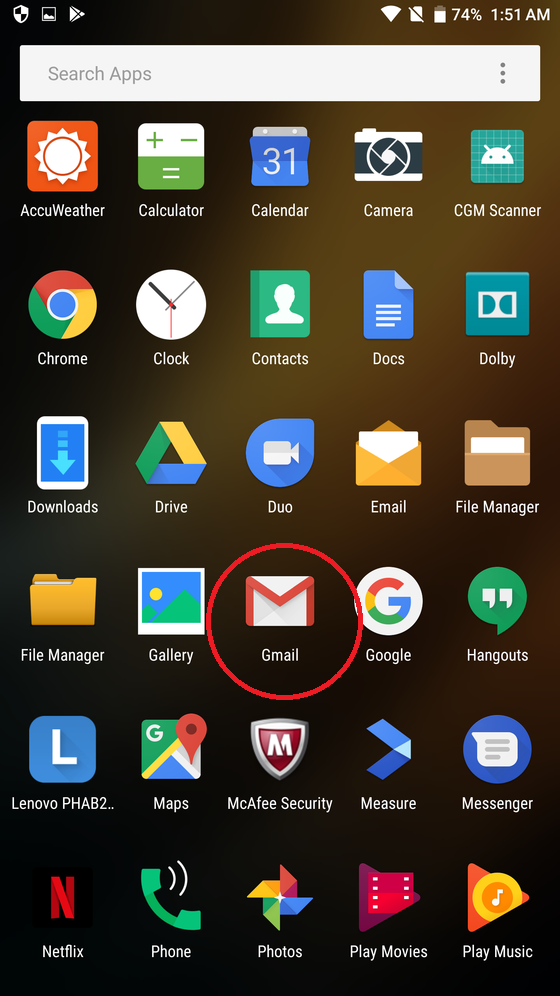 74% 1:51 AM
Search Apps
31
AccuWeather Calculator Calendar Camera CGM Scanner
Chrome Clock Contacts Docs Dolby
Downloads Drive Duo Email File Manager
G
File Manager Gallery Gmail Google Hangouts
L G M
Lenovo PHAB2.. Maps McAfee Security Measure Messenger
N
Netflix Phone Photos Play Movies Play Music